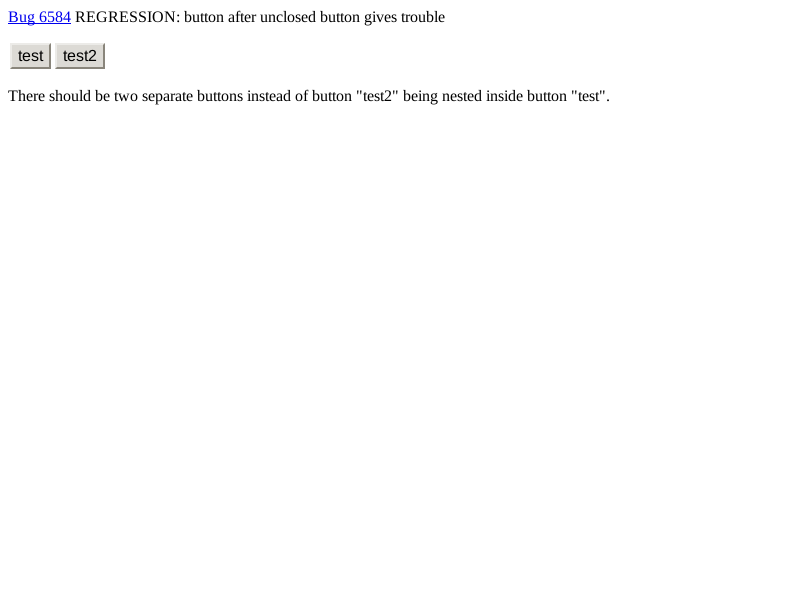 Bug 6584 REGRESSION: button after unclosed button gives trouble
test test2
There should be two separate buttons instead of button "test2" being nested inside button "test".